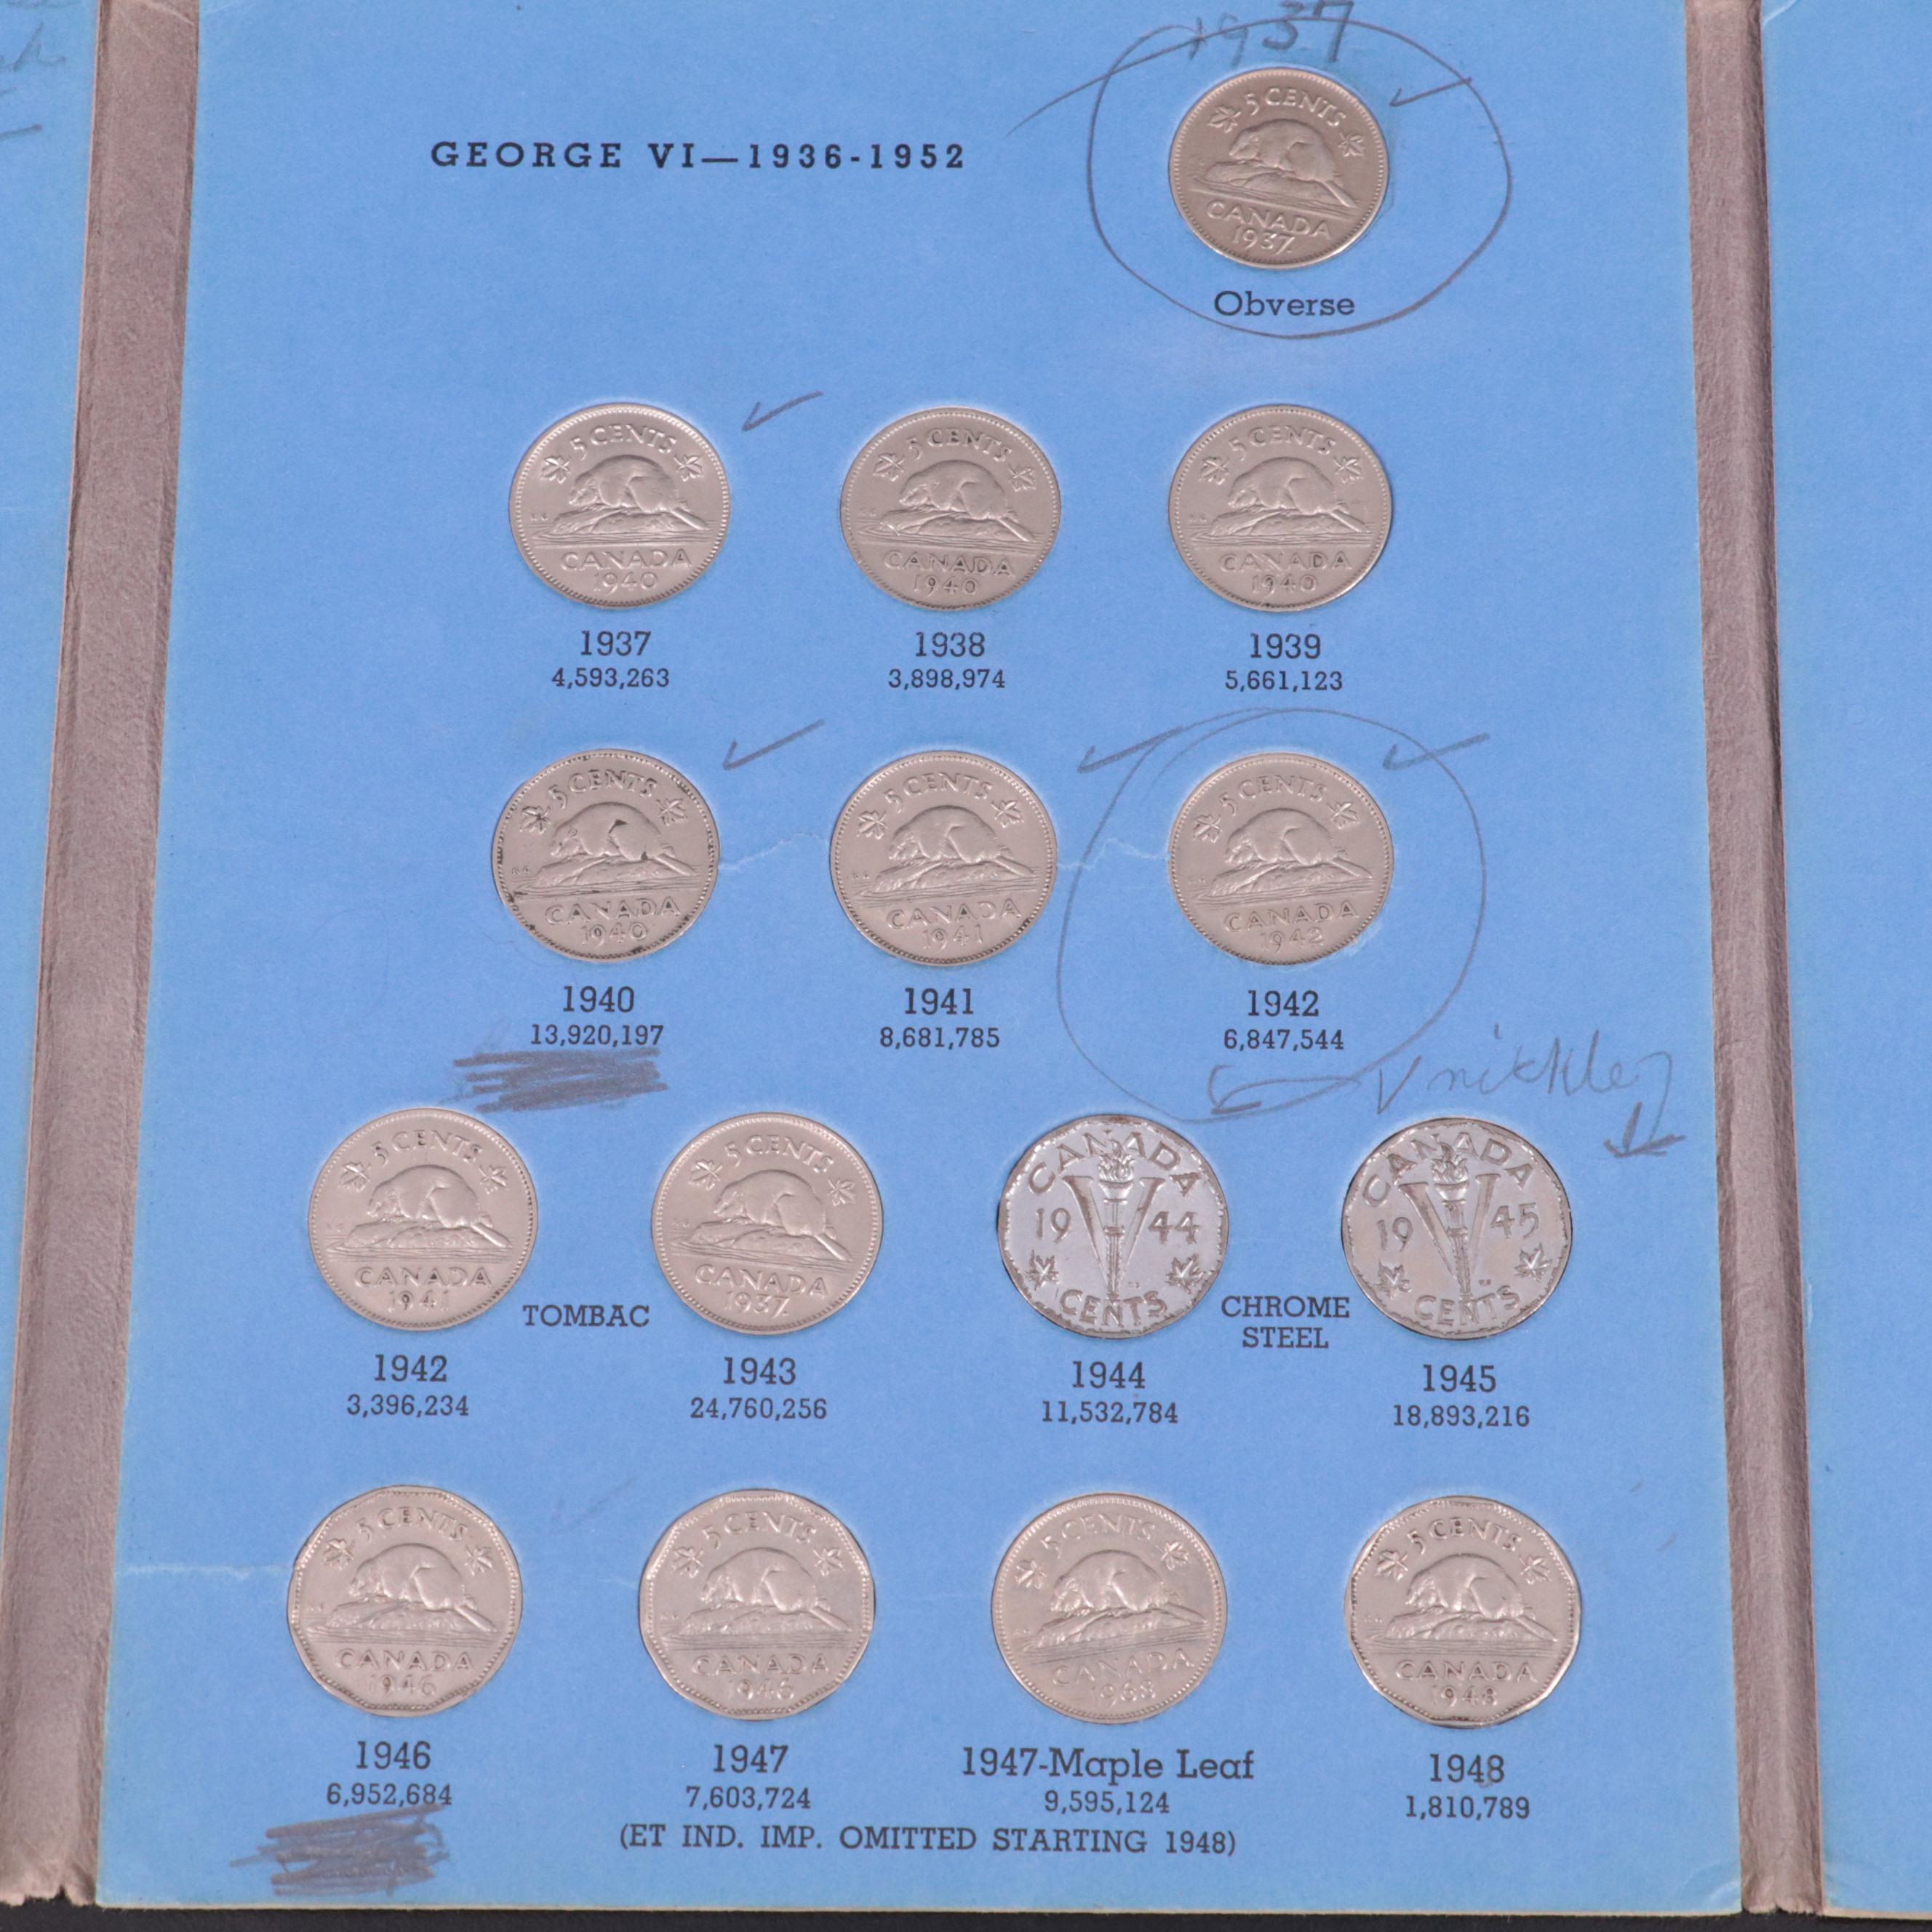 1937
GEORGE VI—1936-1952
5 CENTS
CANADA
1937
Obverse
5 CENTS
CANADA
1940
5 CENTS
CANADA
1940
5 CENTS
CANADA
1940
1937
4,593,263
1938
3,898,974
1939
5,661,123
5 CENTS
CANADA
1940
5 CENTS
CANADA
1941
5 CENTS
CANADA
1942
1940
13,920,197
1941
8,681,785
1942
6,847,544
5 CENTS
CANADA
1941
TOMBAC
5 CENTS
CANADA
1937
CANADA
19 44
CENTS
CHROME
STEEL
CANADA
19 45
CENTS
1942
3,396,234
1943
24,760,256
1944
11,532,784
1945
18,893,216
5 CENTS
CANADA
1946
5 CENTS
CANADA
1946
5 CENTS
CANADA
5 CENTS
CANADA
1948
1946
6,952,684
1947
7,603,724
1947-Maple Leaf
9,595,124
1948
1,810,789
(ET IND. IMP. OMITTED STARTING 1948)